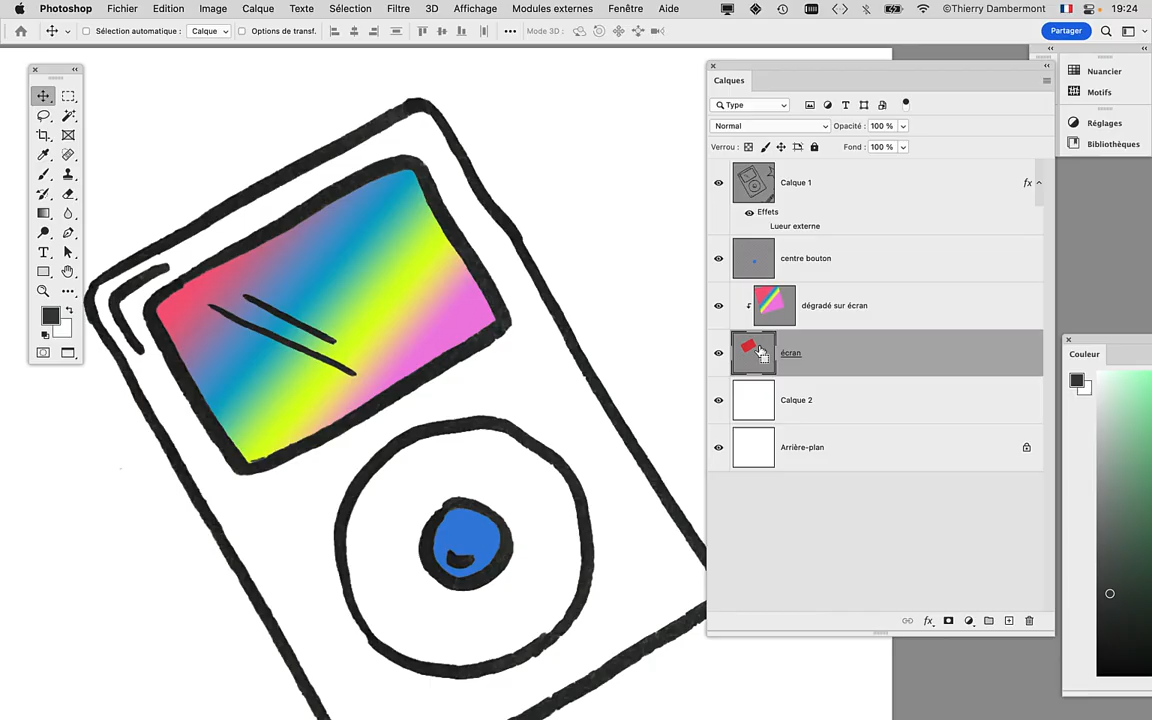 Photoshop Fichier Edition Image Calque Texte Sélection Filtre 3D Affichage Modules externes Fenêtre Aide ©Thierry Dambermont 19:24
Sélection automatique : Calque Options de transf. Mode 3D : Partager
Calques
Type
Normal Opacité : 100 %
Verrou : Fond : 100 %
Calque 1 fx
Effets
Lueur externe
centre bouton
dégradé sur écran
écran
Calque 2
Arrière-plan
fx
Nuancier
Motifs
Réglages
Bibliothèques
Couleur